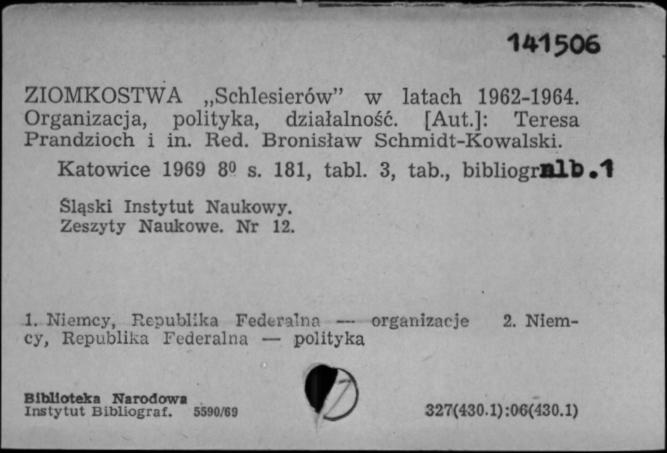 141506
ZIOMKOSTWA „Schlesierów” w latach 1962-1964.
Organizacja, polityka, działalność. [Aut.]: Teresa
Prandzioch i in. Red. Bronisław Schmidt-Kowalski.
Katowice 1969 8º s. 181, tabl. 3, tab., bibliogr nlb.1
Śląski Instytut Naukowy.
Zeszyty Naukowe. Nr 12.
1. Niemcy, Republika Federalna — organizacje 2. Niem-
cy, Republika Federalna — polityka
Biblioteka Narodowa
Instytut Bibliograf. 5590/69
327(430.1):06(430.1)